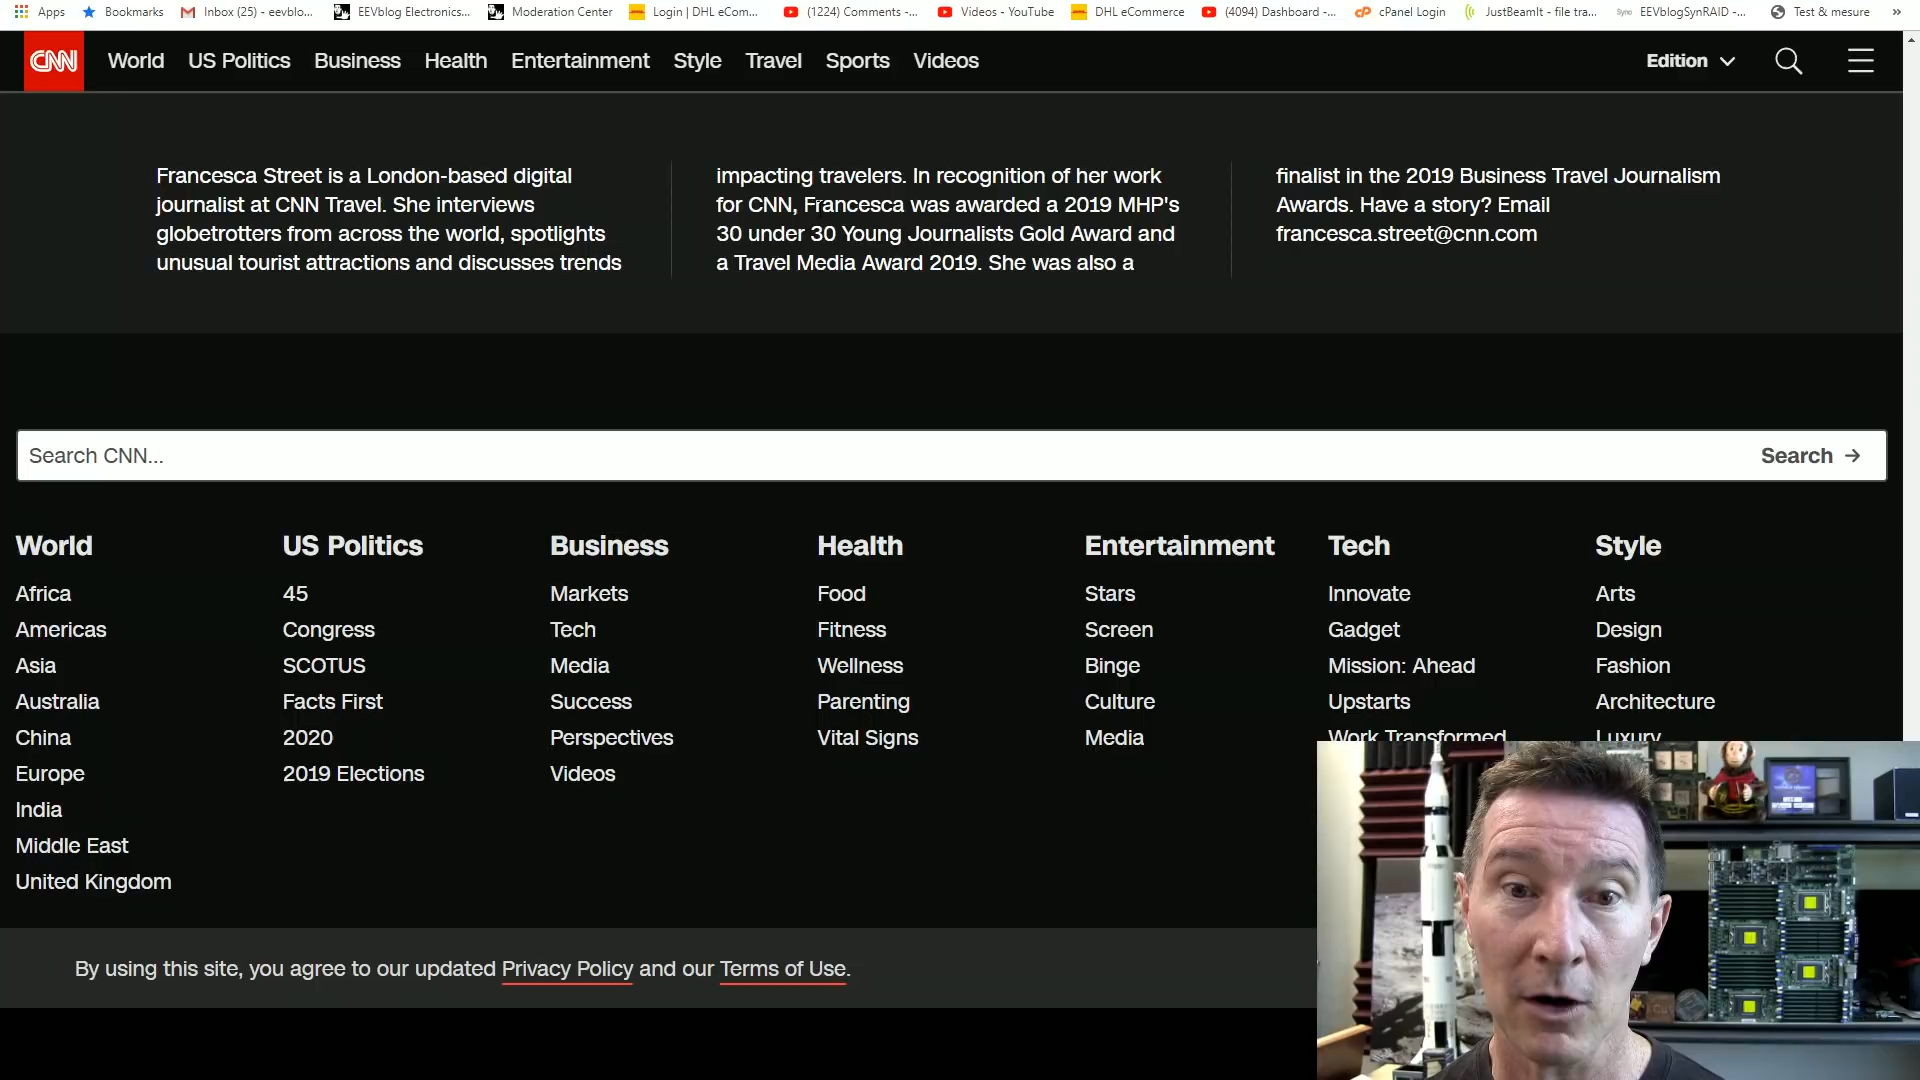 Apps Bookmarks Inbox (25) - eevblo... EEVblog Electronics... Moderation Center Login | DHL eCom... (1224) Comments -... Videos - YouTube DHL eCommerce (4094) Dashboard -... cPanel Login JustBeamIt - file tra... EEVblogSynRAID -... Test & mesure »
CNN World US Politics Business Health Entertainment Style Travel Sports Videos Edition
Francesca Street is a London-based digital
journalist at CNN Travel. She interviews
globetrotters from across the world, spotlights
unusual tourist attractions and discusses trends
impacting travelers. In recognition of her work
for CNN, Francesca was awarded a 2019 MHP's
30 under 30 Young Journalists Gold Award and
a Travel Media Award 2019. She was also a
finalist in the 2019 Business Travel Journalism
Awards. Have a story? Email
francesca.street@cnn.com
Search CNN... Search →
World
Africa
Americas
Asia
Australia
China
Europe
India
Middle East
United Kingdom
US Politics
45
Congress
SCOTUS
Facts First
2020
2019 Elections
Business
Markets
Tech
Media
Success
Perspectives
Videos
Health
Food
Fitness
Wellness
Parenting
Vital Signs
Entertainment
Stars
Screen
Binge
Culture
Media
Tech
Innovate
Gadget
Mission: Ahead
Upstarts
Work Transformed
Style
Arts
Design
Fashion
Architecture
Luxury
By using this site, you agree to our updated Privacy Policy and our Terms of Use.